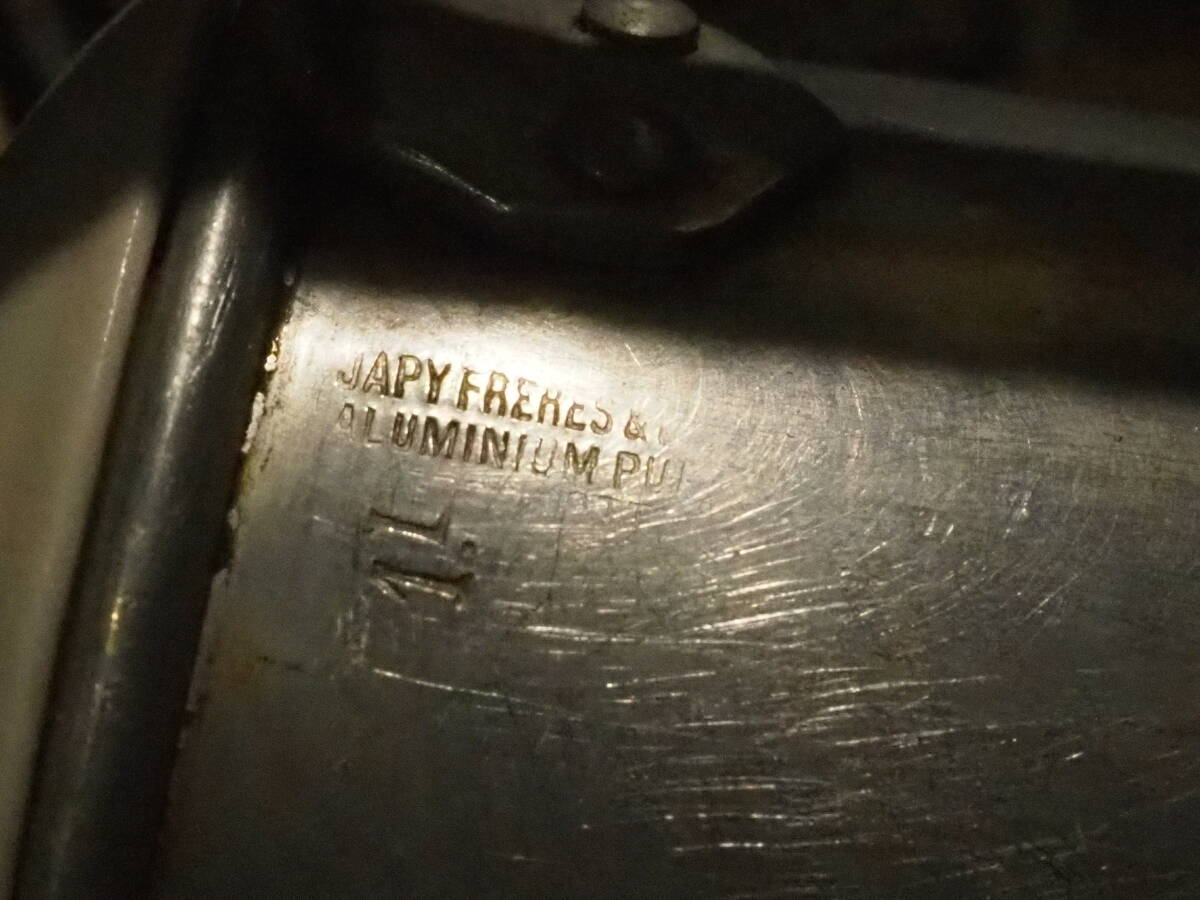 JAPY FRERES &
ALUMINIUM PU
1L.